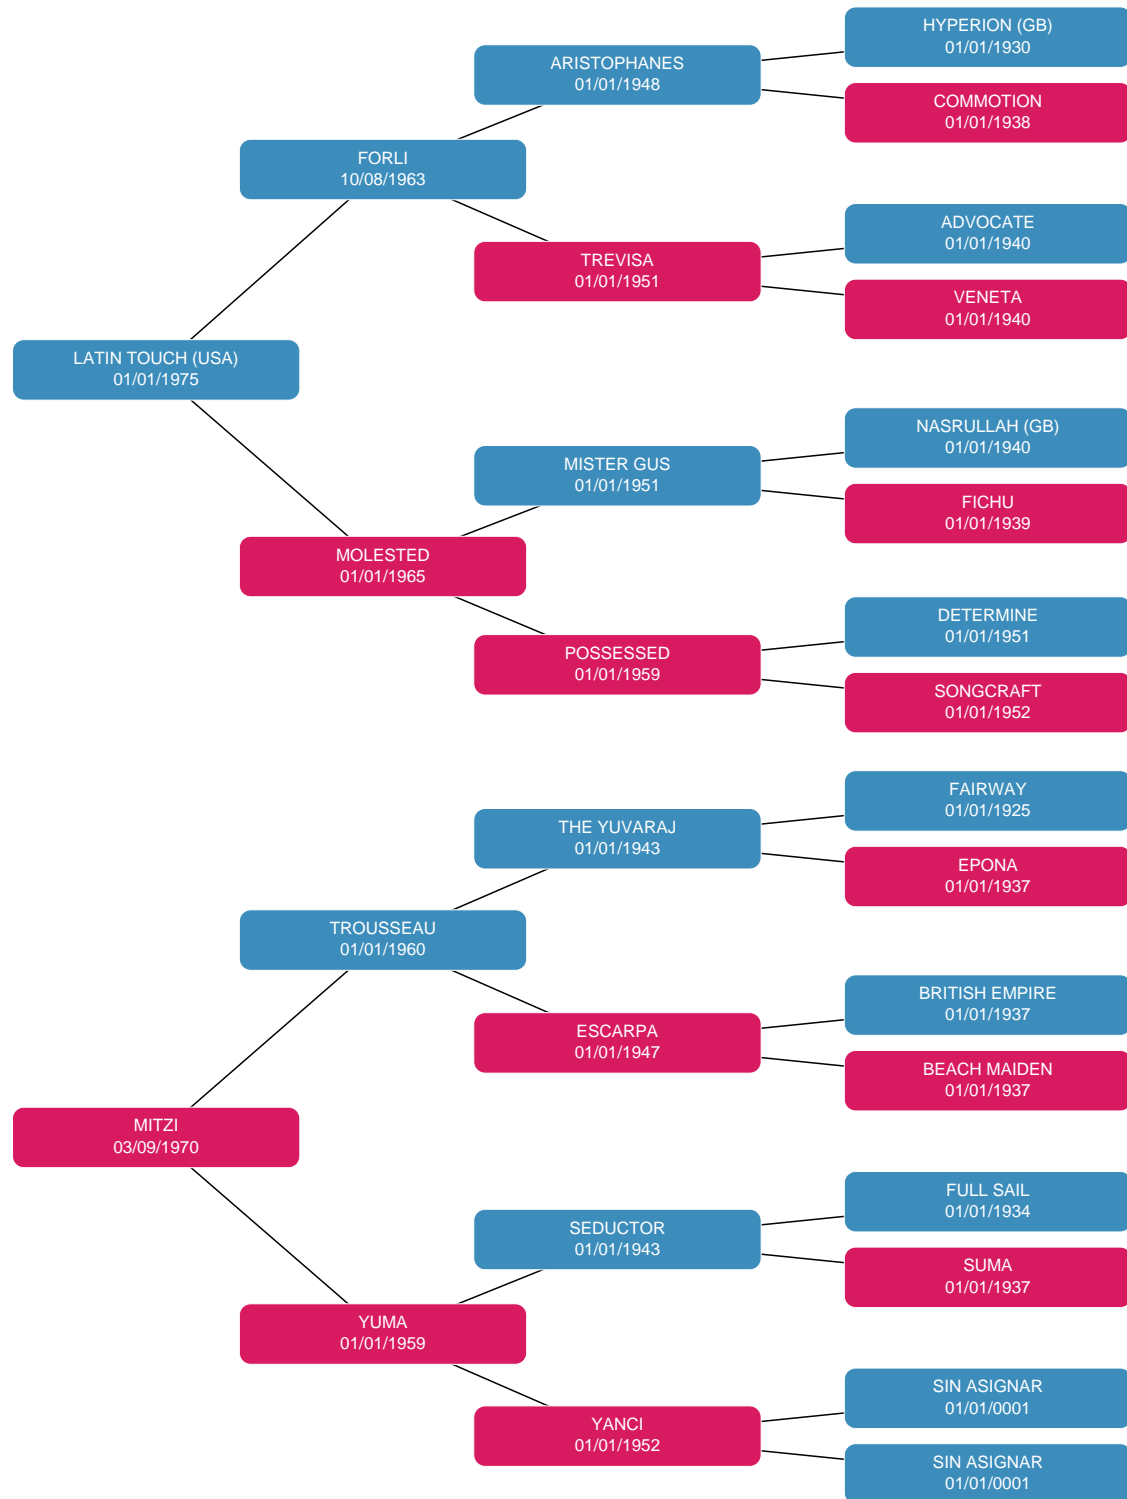 HYPERION (GB)
01/01/1930
ARISTOPHANES
01/01/1948
COMMOTION
01/01/1938
FORLI
10/08/1963
ADVOCATE
01/01/1940
TREVISA
01/01/1951
VENETA
01/01/1940
LATIN TOUCH (USA)
01/01/1975
NASRULLAH (GB)
01/01/1940
MISTER GUS
01/01/1951
FICHU
01/01/1939
MOLESTED
01/01/1965
DETERMINE
01/01/1951
POSSESSED
01/01/1959
SONGCRAFT
01/01/1952
FAIRWAY
01/01/1925
THE YUVARAJ
01/01/1943
EPONA
01/01/1937
TROUSSEAU
01/01/1960
BRITISH EMPIRE
01/01/1937
ESCARPA
01/01/1947
BEACH MAIDEN
01/01/1937
MITZI
03/09/1970
FULL SAIL
01/01/1934
SEDUCTOR
01/01/1943
SUMA
01/01/1937
YUMA
01/01/1959
SIN ASIGNAR
01/01/0001
YANCI
01/01/1952
SIN ASIGNAR
01/01/0001